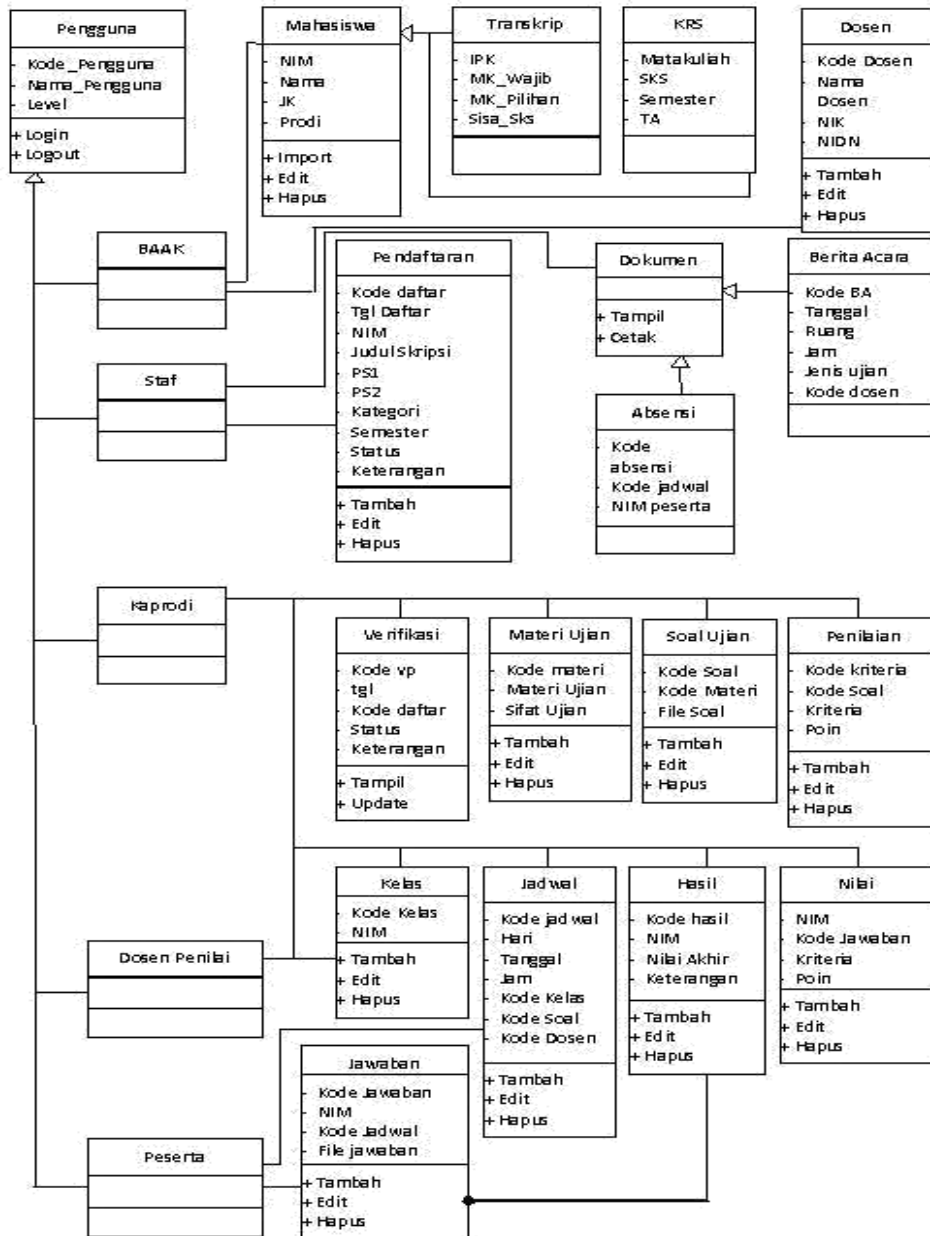 Pengguna
- Kode_Pengguna
- Nama_Pengguna
- Level
+ Login
+ Logout
Mahasiswa
- NIM
- Nama
- JK
- Prodi
+ Import
+ Edit
+ Hapus
Transkrip
- IPK
- MK_Wajib
- MK_Pilihan
- Sisa_Sks
KRS
- Matakuliah
- SKS
- Semester
- TA
Dosen
- Kode Dosen
- Nama
Dosen
- NIK
- NIDN
+ Tambah
+ Edit
+ Hapus
BAAK
Staf
Pendaftaran
- Kode daftar
- Tgl Daftar
- NIM
- Judul Skripsi
- PS1
- PS2
- Kategori
- Semester
- Status
- Keterangan
+ Tambah
+ Edit
+ Hapus
Dokumen
+ Tampil
+ Cetak
Berita Acara
- Kode BA
- Tanggal
- Ruang
- Jam
- Jenis ujian
- Kode dosen
Absensi
- Kode
absensi
- Kode jadwal
- NIM peserta
Kaprodi
Verifikasi
- Kode vp
- tgl
- Kode daftar
- Status
- Keterangan
+ Tampil
+ Update
Materi Ujian
- Kode materi
- Materi Ujian
- Sifat Ujian
+ Tambah
+ Edit
+ Hapus
Soal Ujian
- Kode Soal
- Kode Materi
- File Soal
+ Tambah
+ Edit
+ Hapus
Penilaian
- Kode kriteria
- Kode Soal
- Kriteria
- Poin
+ Tambah
+ Edit
+ Hapus
Dosen Penilai
Kelas
- Kode Kelas
- NIM
+ Tambah
+ Edit
+ Hapus
Jadwal
- Kode jadwal
- Hari
- Tanggal
- Jam
- Kode Kelas
- Kode Soal
- Kode Dosen
+ Tambah
+ Edit
+ Hapus
Hasil
- Kode hasil
- NIM
- Nilai Akhir
- Keterangan
+ Tambah
+ Edit
+ Hapus
Nilai
- NIM
- Kode Jawaban
- Kriteria
- Poin
+ Tambah
+ Edit
+ Hapus
Peserta
Jawaban
- Kode Jawaban
- NIM
- Kode Jadwal
- File jawaban
+ Tambah
+ Edit
+ Hapus